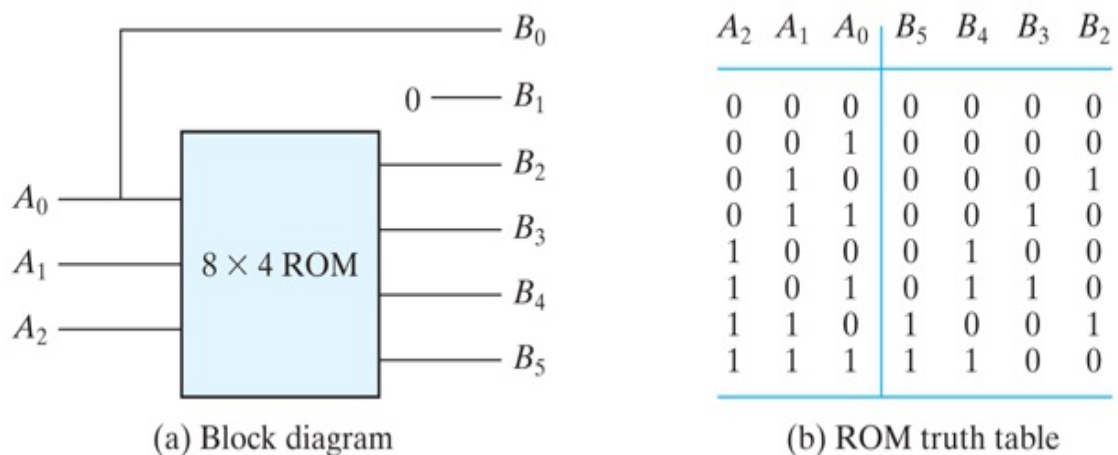 B₀
0 B₁
B₂
A₀
B₃
A₁
8 × 4 ROM
B₄
A₂
B₅
(a) Block diagram
A₂ A₁ A₀ B₅ B₄ B₃ B₂
0 0 0 0 0 0 0
0 0 1 0 0 0 0
0 1 0 0 0 0 1
0 1 1 0 0 1 0
1 0 0 0 1 0 0
1 0 1 0 1 1 0
1 1 0 1 0 0 1
1 1 1 1 1 0 0
(b) ROM truth table